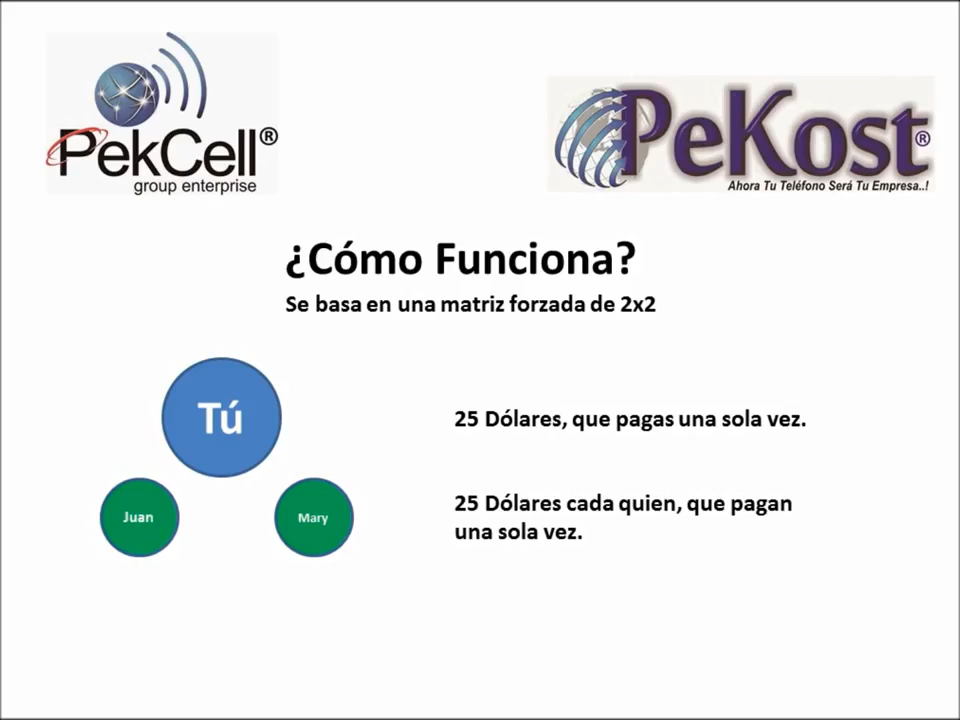 PekCell®
group enterprise
PeKost®
Ahora Tu Teléfono Será Tu Empresa..!
¿Cómo Funciona?
Se basa en una matriz forzada de 2x2
Tú
25 Dólares, que pagas una sola vez.
Juan
Mary
25 Dólares cada quien, que pagan
una sola vez.